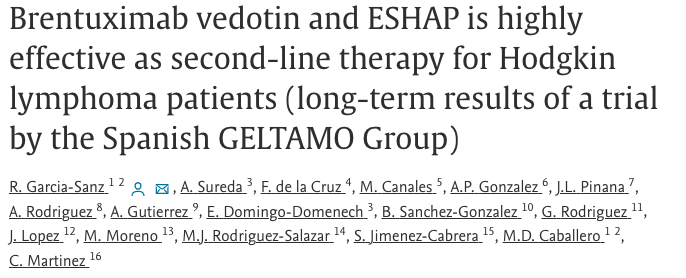 Brentuximab vedotin and ESHAP is highly
effective as second-line therapy for Hodgkin
lymphoma patients (long-term results of a trial
by the Spanish GELTAMO Group)
R. Garcia-Sanz 1 2 , A. Sureda 3, F. de la Cruz 4, M. Canales 5, A.P. Gonzalez 6, J.L. Pinana 7,
A. Rodriguez 8, A. Gutierrez 9, E. Domingo-Domenech 3, B. Sanchez-Gonzalez 10, G. Rodriguez 11,
J. Lopez 12, M. Moreno 13, M.J. Rodriguez-Salazar 14, S. Jimenez-Cabrera 15, M.D. Caballero 1 2,
C. Martinez 16